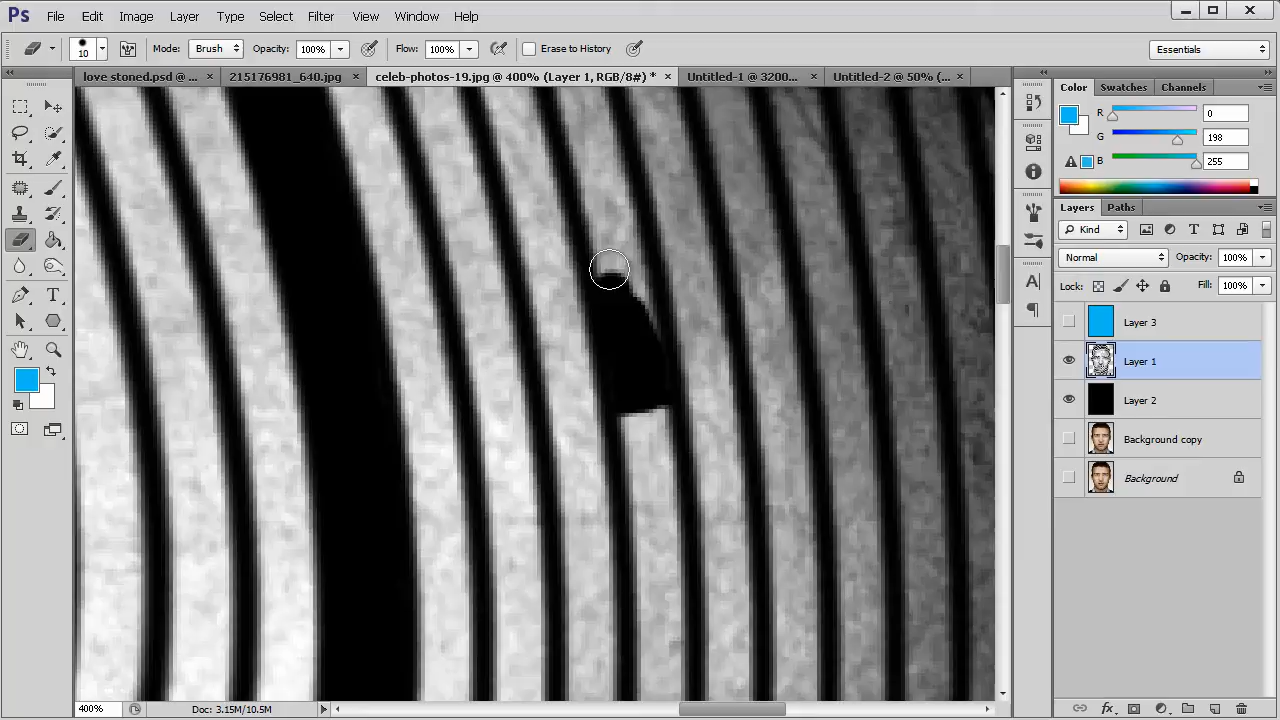 Ps File Edit Image Layer Type Select Filter View Window Help
10 Mode: Brush Opacity: 100% Flow: 100% Erase to History Essentials
love stoned.psd @ ... × 215176981_640.jpg × celeb-photos-19.jpg @ 400% (Layer 1, RGB/8#) * × Untitled-1 @ 3200... × Untitled-2 @ 50% (... ×
Color Swatches Channels
R 0
G 198
B 255
Layers Paths
Kind
Normal Opacity: 100%
Lock: Fill: 100%
Layer 3
Layer 1
Layer 2
Background copy
Background
400% Doc: 3.15M/10.5M